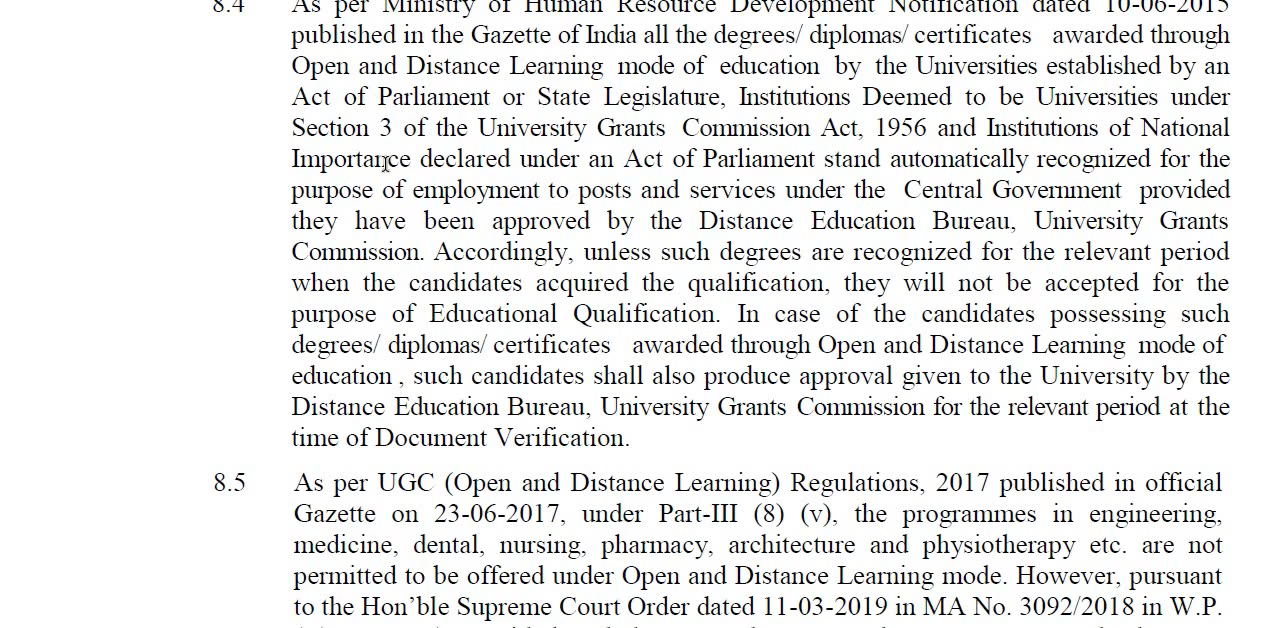 8.4 As per Ministry of Human Resource Development Notification dated 10-06-2015
published in the Gazette of India all the degrees/ diplomas/ certificates awarded through
Open and Distance Learning mode of education by the Universities established by an
Act of Parliament or State Legislature, Institutions Deemed to be Universities under
Section 3 of the University Grants Commission Act, 1956 and Institutions of National
Importance declared under an Act of Parliament stand automatically recognized for the
purpose of employment to posts and services under the Central Government provided
they have been approved by the Distance Education Bureau, University Grants
Commission. Accordingly, unless such degrees are recognized for the relevant period
when the candidates acquired the qualification, they will not be accepted for the
purpose of Educational Qualification. In case of the candidates possessing such
degrees/ diplomas/ certificates awarded through Open and Distance Learning mode of
education , such candidates shall also produce approval given to the University by the
Distance Education Bureau, University Grants Commission for the relevant period at the
time of Document Verification.
8.5 As per UGC (Open and Distance Learning) Regulations, 2017 published in official
Gazette on 23-06-2017, under Part-III (8) (v), the programmes in engineering,
medicine, dental, nursing, pharmacy, architecture and physiotherapy etc. are not
permitted to be offered under Open and Distance Learning mode. However, pursuant
to the Hon’ble Supreme Court Order dated 11-03-2019 in MA No. 3092/2018 in W.P.